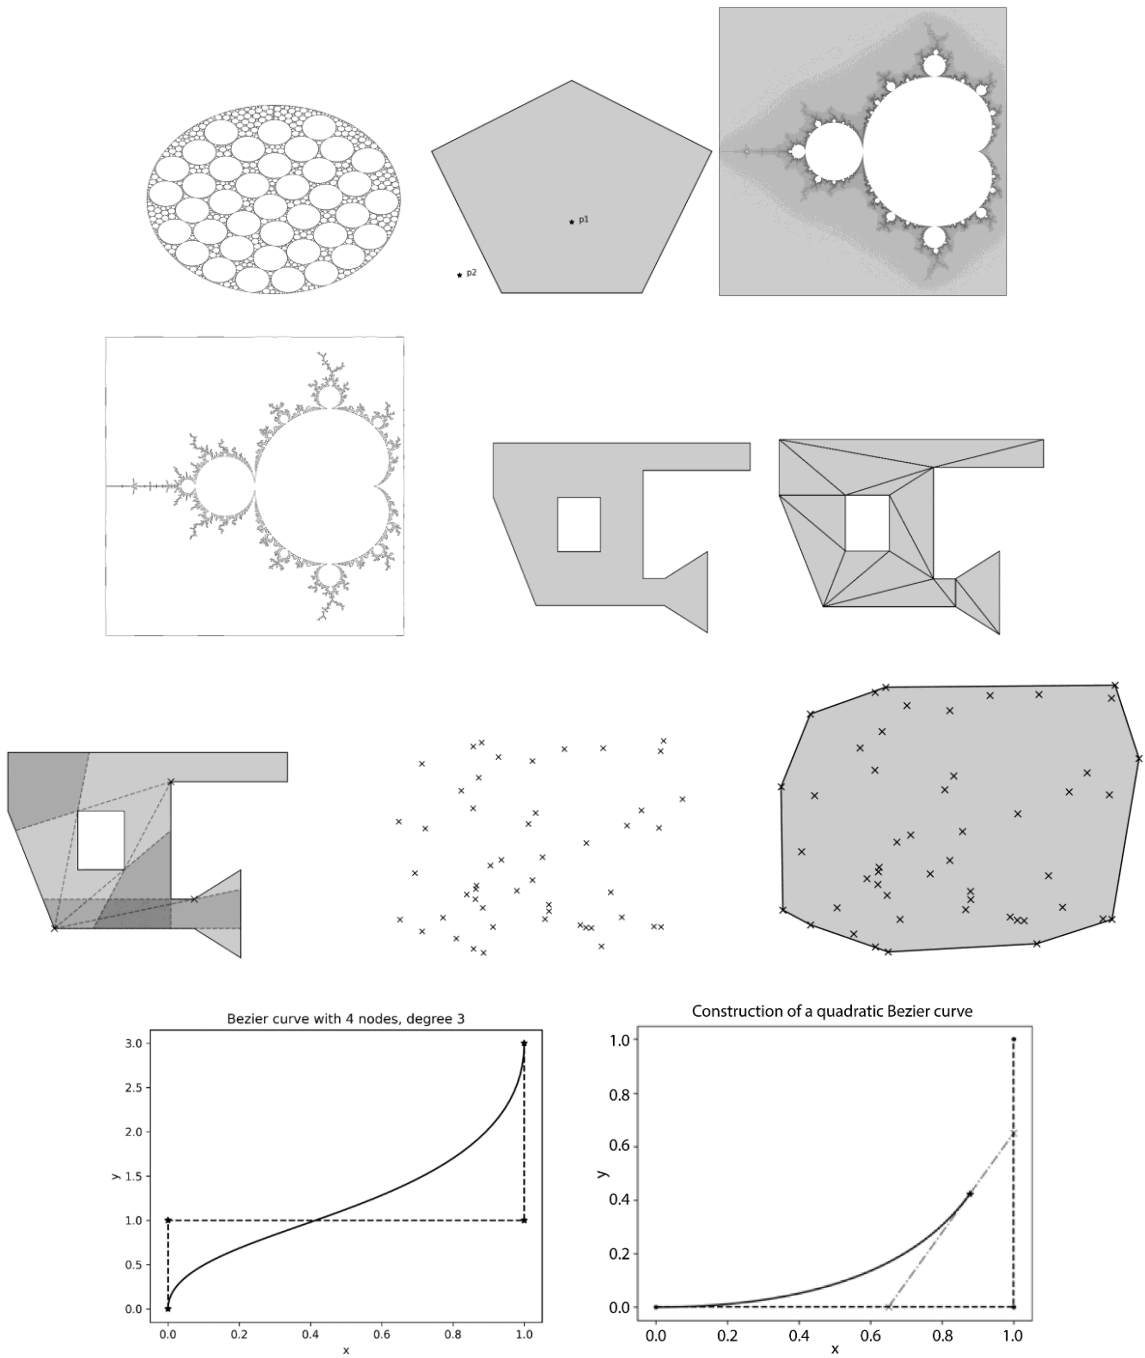 p1
p2
Bezier curve with 4 nodes, degree 3
3.0
2.5
2.0
y
1.5
1.0
0.5
0.0
0.0 0.2 0.4 0.6 0.8 1.0
x
Construction of a quadratic Bezier curve
1.0
0.8
0.6
y
0.4
0.2
0.0
0.0 0.2 0.4 0.6 0.8 1.0
x